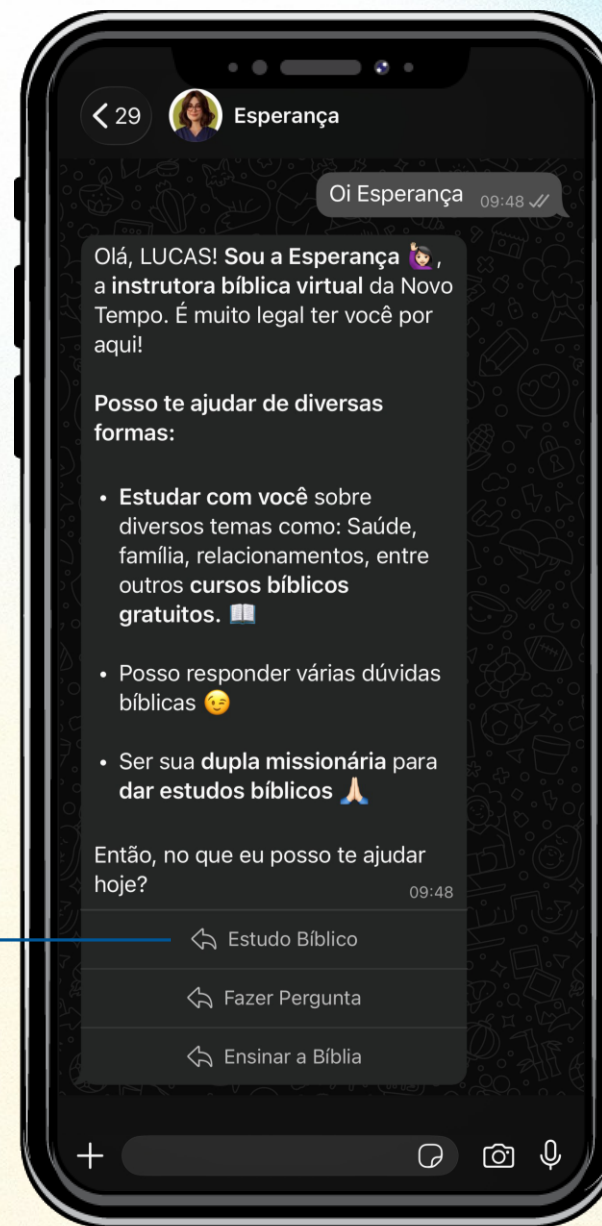 29
Esperança
Oi Esperança 09:48
Olá, LUCAS! Sou a Esperança 🙋🏻‍♀️,
a instrutora bíblica virtual da Novo
Tempo. É muito legal ter você por
aqui!
Posso te ajudar de diversas
formas:
• Estudar com você sobre
diversos temas como: Saúde,
família, relacionamentos, entre
outros cursos bíblicos
gratuitos. 📖
• Posso responder várias dúvidas
bíblicas 😉
• Ser sua dupla missionária para
dar estudos bíblicos 🙏🏻
Então, no que eu posso te ajudar
hoje?
09:48
Estudo Bíblico
Fazer Pergunta
Ensinar a Bíblia